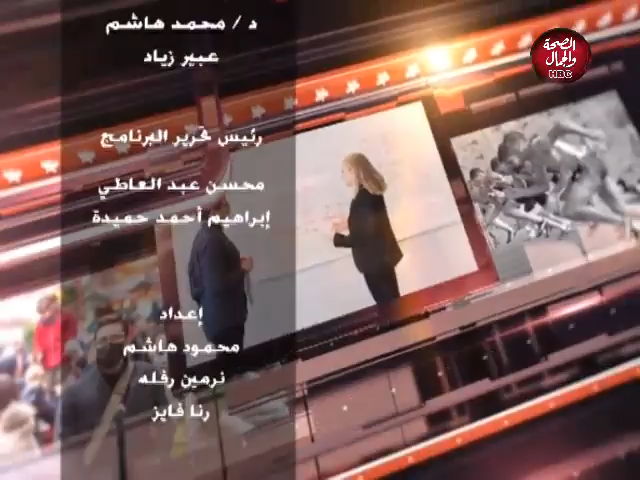 د / محمد هاشم
عبير زياد
رئيس تحرير البرنامج
محسن عبد العاطي
إبراهيم أحمد حميدة
إعداد
محمود هاشم
نرمين رفله
رنا فايز
الصحة
والجمال
HBC